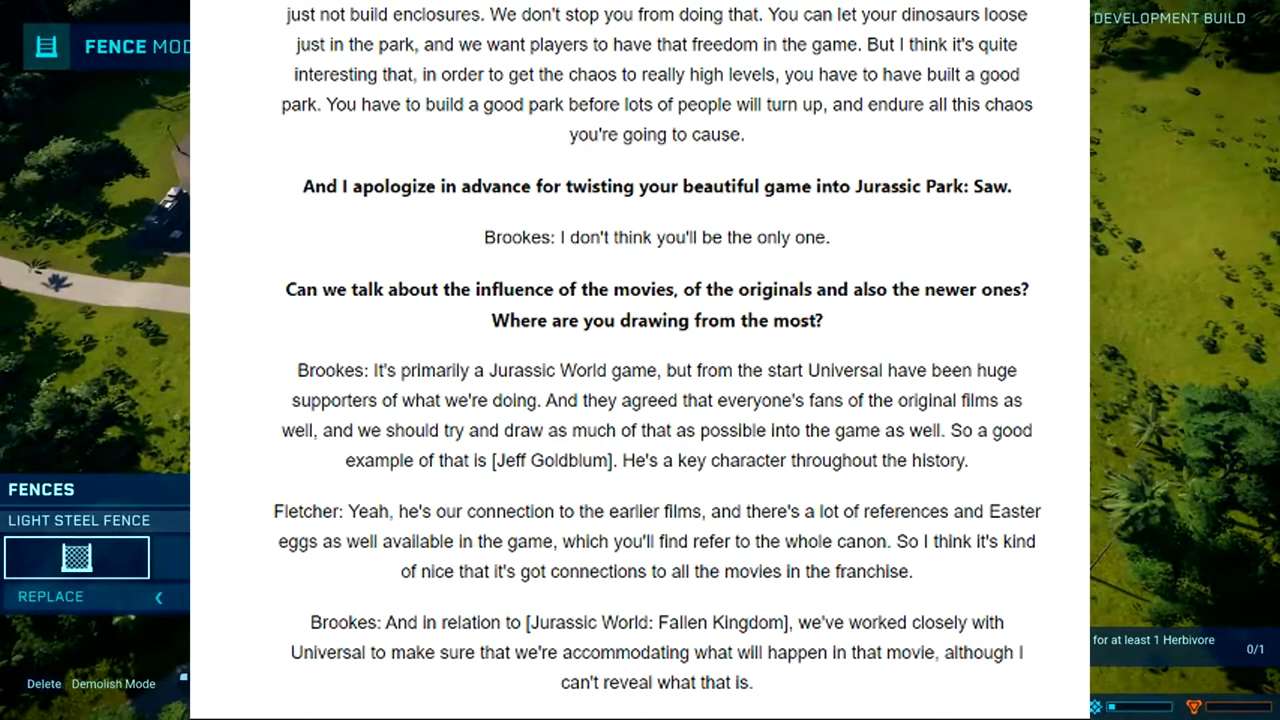 just not build enclosures. We don't stop you from doing that. You can let your dinosaurs loose
DEVELOPMENT BUILD
FENCE MOD
just in the park, and we want players to have that freedom in the game. But I think it's quite
interesting that, in order to get the chaos to really high levels, you have to have built a good
park. You have to build a good park before lots of people will turn up, and endure all this chaos
you're going to cause.
And I apologize in advance for twisting your beautiful game into Jurassic Park: Saw.
Brookes: I don't think you'll be the only one.
Can we talk about the influence of the movies, of the originals and also the newer ones?
Where are you drawing from the most?
Brookes: It's primarily a Jurassic World game, but from the start Universal have been huge
supporters of what we're doing. And they agreed that everyone's fans of the original films as
well, and we should try and draw as much of that as possible into the game as well. So a good
example of that is [Jeff Goldblum]. He's a key character throughout the history.
FENCES
LIGHT STEEL FENCE
REPLACE
Fletcher: Yeah, he's our connection to the earlier films, and there's a lot of references and Easter
eggs as well available in the game, which you'll find refer to the whole canon. So I think it's kind
of nice that it's got connections to all the movies in the franchise.
Brookes: And in relation to [Jurassic World: Fallen Kingdom], we've worked closely with
Universal to make sure that we're accommodating what will happen in that movie, although I
can't reveal what that is.
for at least 1 Herbivore
0/1
Delete Demolish Mode